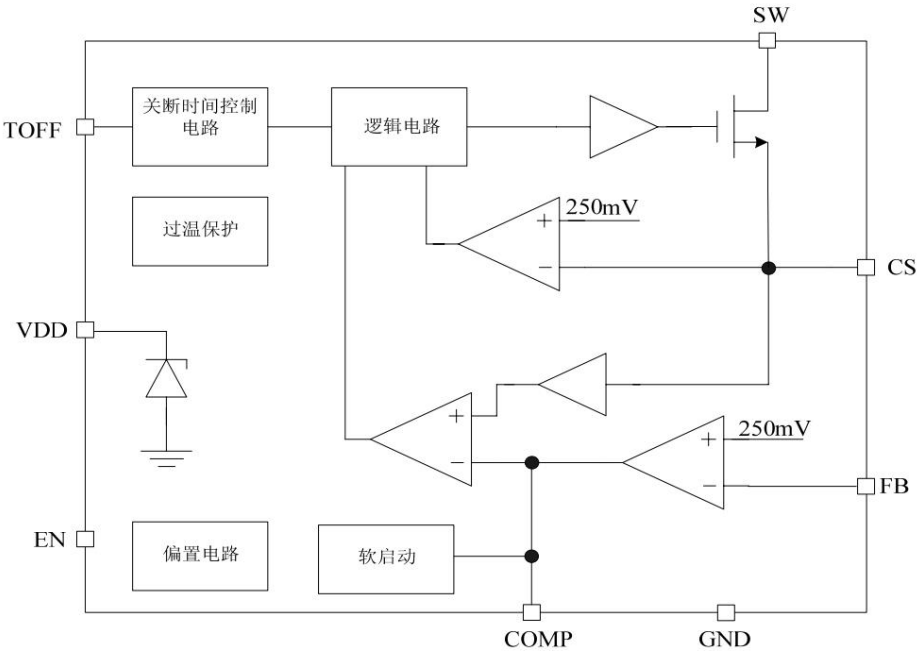 SW
关断时间控制
电路
逻辑电路
TOFF
250mV
+
过温保护
−
CS
VDD
+
250mV
+
−
−
FB
EN
偏置电路
软启动
COMP
GND